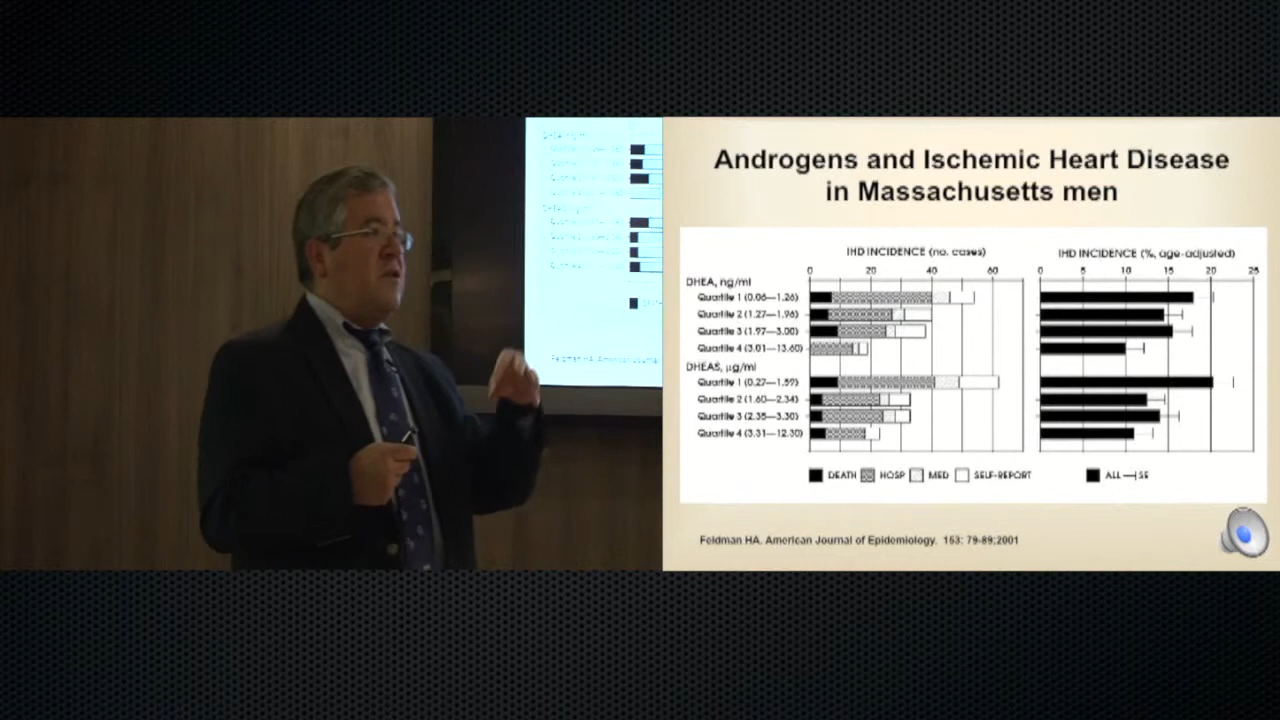 Androgens and Ischemic Heart Disease
in Massachusetts men
IHD INCIDENCE (no. cases)
IHD INCIDENCE (%, age-adjusted)
0 20 40 60
0 5 10 15 20 25
DHEA, ng/ml
Quartile 1 (0.06—1.26)
Quartile 2 (1.27—1.96)
Quartile 3 (1.97—3.00)
Quartile 4 (3.01—13.60)
DHEAS, µg/ml
Quartile 1 (0.27—1.59)
Quartile 2 (1.60—2.34)
Quartile 3 (2.35—3.30)
Quartile 4 (3.31—12.30)
DEATH HOSP MED SELF-REPORT
ALL SE
Feldman HA. American Journal of Epidemiology. 153: 79-89;2001